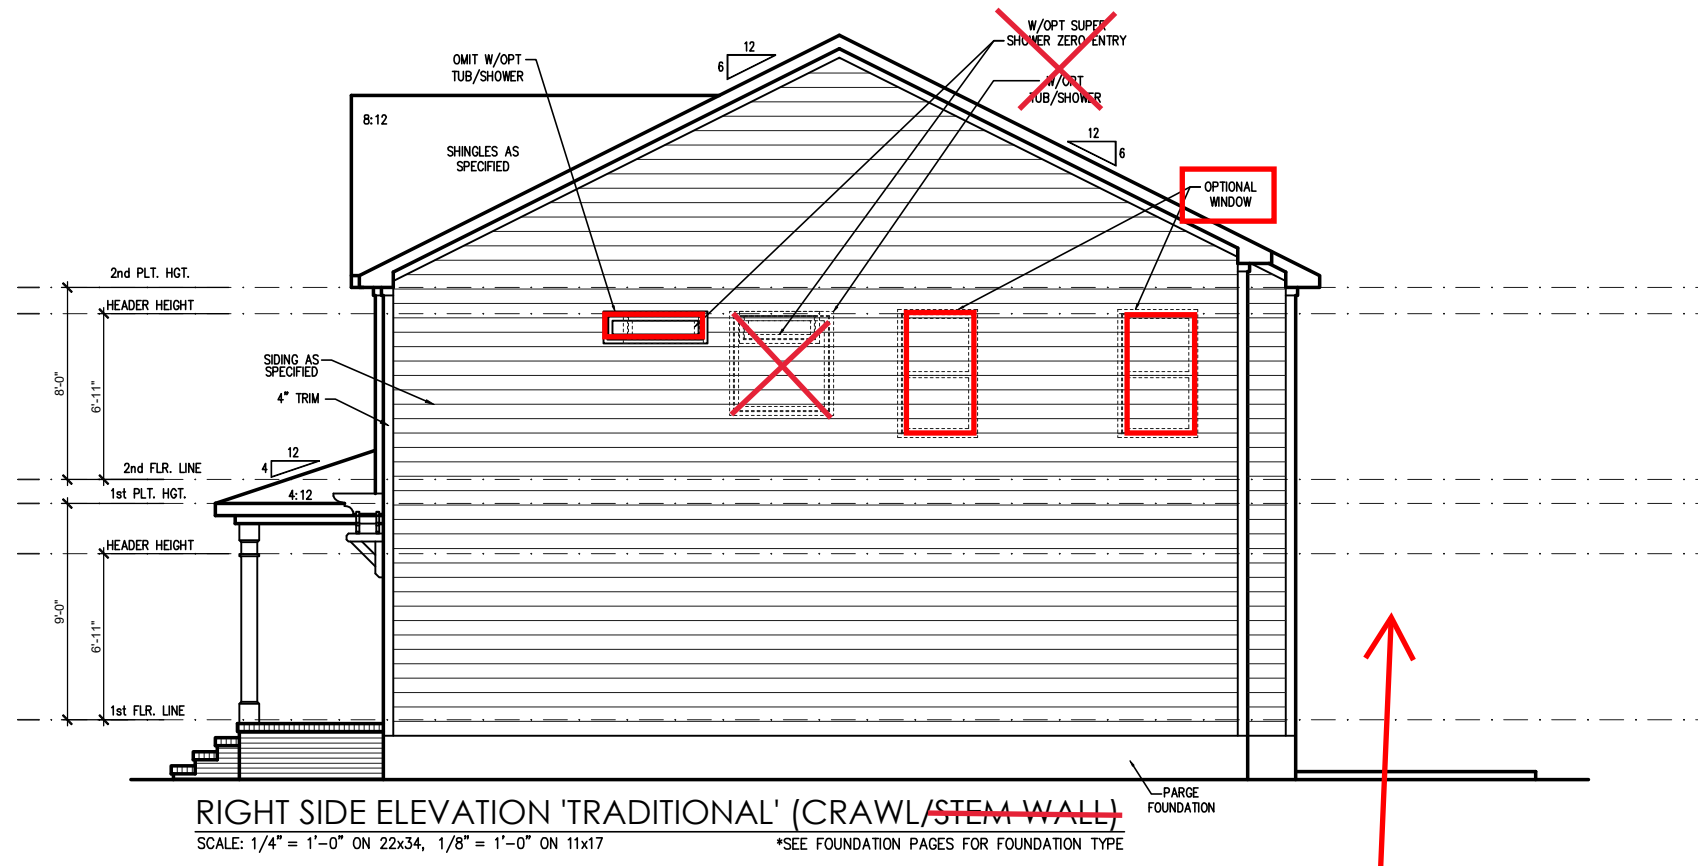 W/OPT SUPER
SHOWER ZERO ENTRY
W/OPT
TUB/SHOWER
OMIT W/OPT
TUB/SHOWER
12
6
12
6
8:12
SHINGLES AS
SPECIFIED
OPTIONAL
WINDOW
2nd PLT. HGT.
HEADER HEIGHT
SIDING AS
SPECIFIED
4" TRIM
8'-0"
6'-11"
12
4
2nd FLR. LINE
1st PLT. HGT.
4:12
HEADER HEIGHT
9'-0"
6'-11"
1st FLR. LINE
PARGE
FOUNDATION
RIGHT SIDE ELEVATION 'TRADITIONAL' (CRAWL/STEM WALL)
SCALE: 1/4" = 1'-0" ON 22x34, 1/8" = 1'-0" ON 11x17
*SEE FOUNDATION PAGES FOR FOUNDATION TYPE